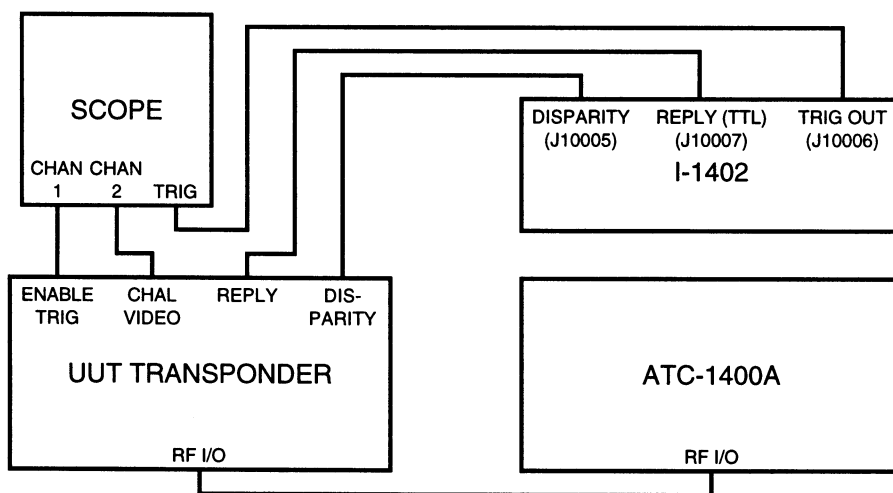 SCOPE
CHAN CHAN
1 2 TRIG
DISPARITY REPLY (TTL) TRIG OUT
(J10005) (J10007) (J10006)
I-1402
ENABLE CHAL REPLY DIS-
TRIG VIDEO PARITY
UUT TRANSPONDER
RF I/O
ATC-1400A
RF I/O